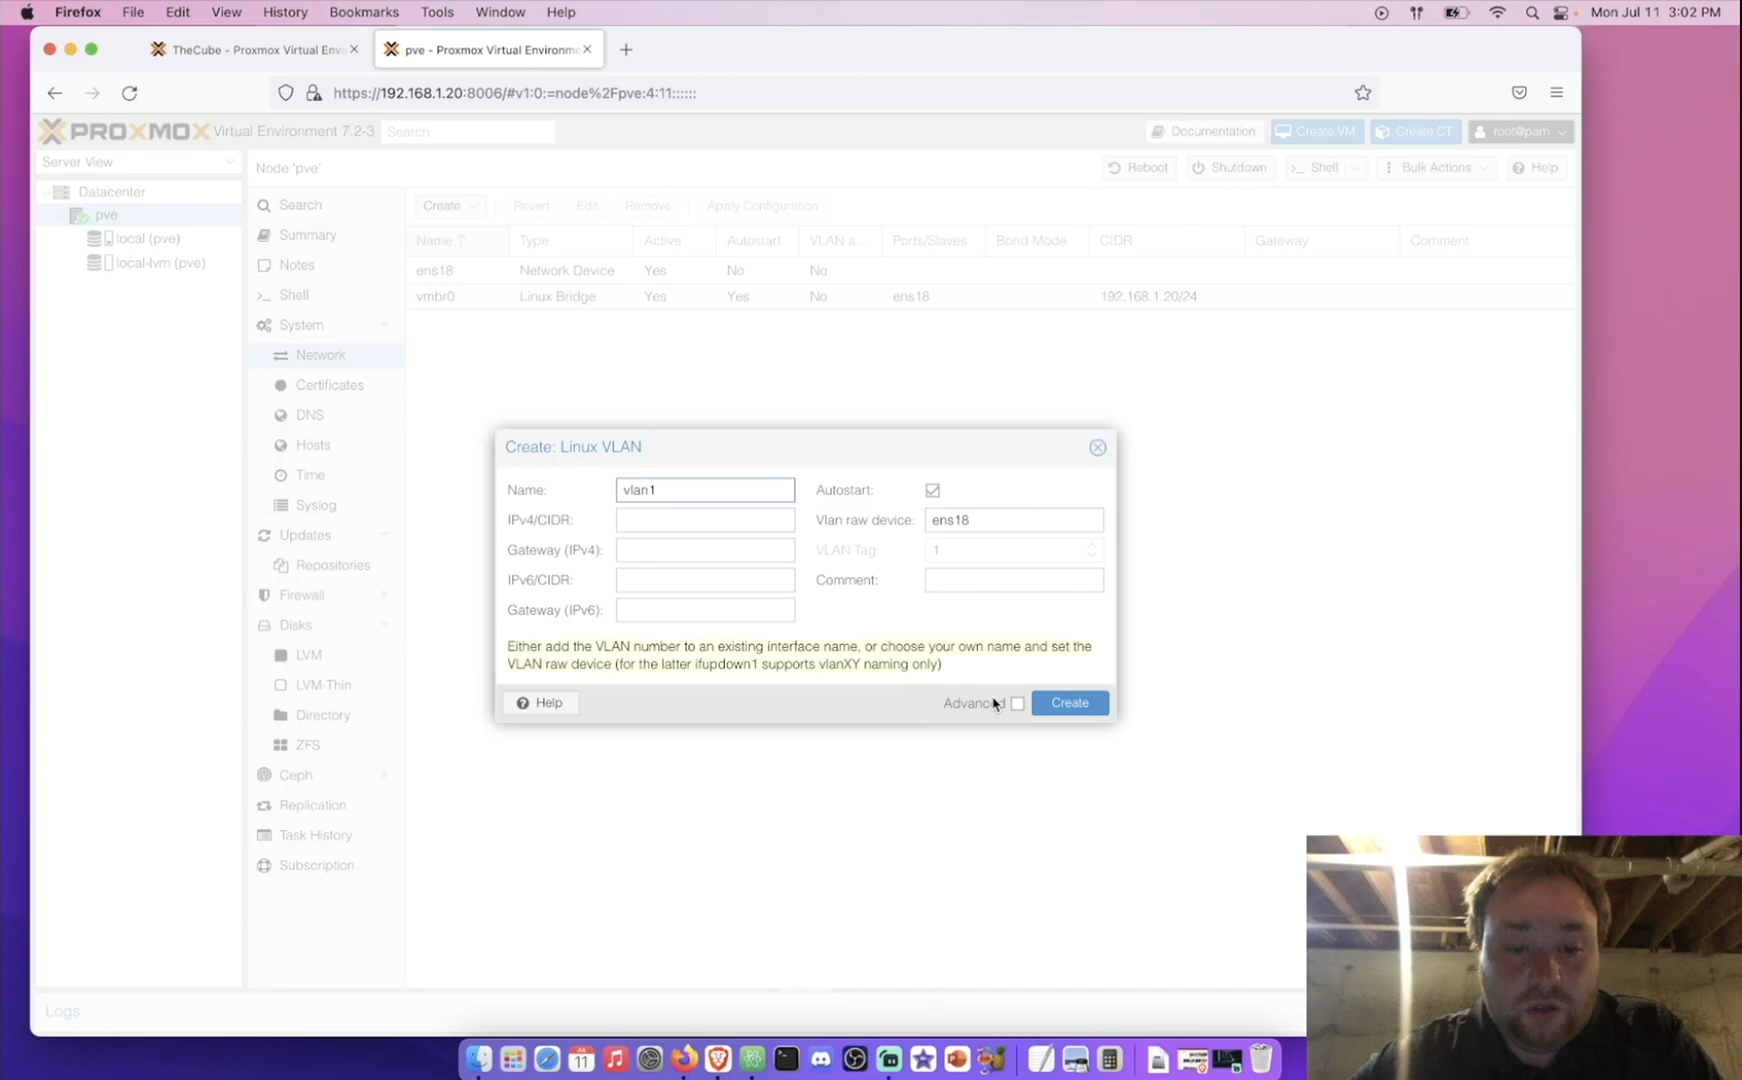 Firefox File Edit View History Bookmarks Tools Window Help Mon Jul 11 3:02 PM
TheCube - Proxmox Virtual Envi
pve - Proxmox Virtual Environme
https://192.168.1.20:8006/#v1:0:=node%2Fpve:4:11::::::
PROXMOX Virtual Environment 7.2-3 Search Documentation Create VM Create CT root@pam
Server View
Datacenter
pve
local (pve)
local-lvm (pve)
Node 'pve' Reboot Shutdown Shell Bulk Actions Help
Search
Summary
Notes
Shell
System
Network
Certificates
DNS
Hosts
Time
Syslog
Updates
Repositories
Firewall
Disks
LVM
LVM-Thin
Directory
ZFS
Ceph
Replication
Task History
Subscription
Create Revert Edit Remove Apply Configuration
Name Type Active Autostart VLAN a... Ports/Slaves Bond Mode CIDR Gateway Comment
ens18 Network Device Yes No No
vmbr0 Linux Bridge Yes Yes No ens18 192.168.1.20/24
Create: Linux VLAN
Name: vlan1 Autostart:
IPv4/CIDR: Vlan raw device: ens18
Gateway (IPv4): VLAN Tag: 1
IPv6/CIDR: Comment:
Gateway (IPv6):
Either add the VLAN number to an existing interface name, or choose your own name and set the
VLAN raw device (for the latter ifupdown1 supports vlanXY naming only)
Help Advanced Create
Logs
JUL
11